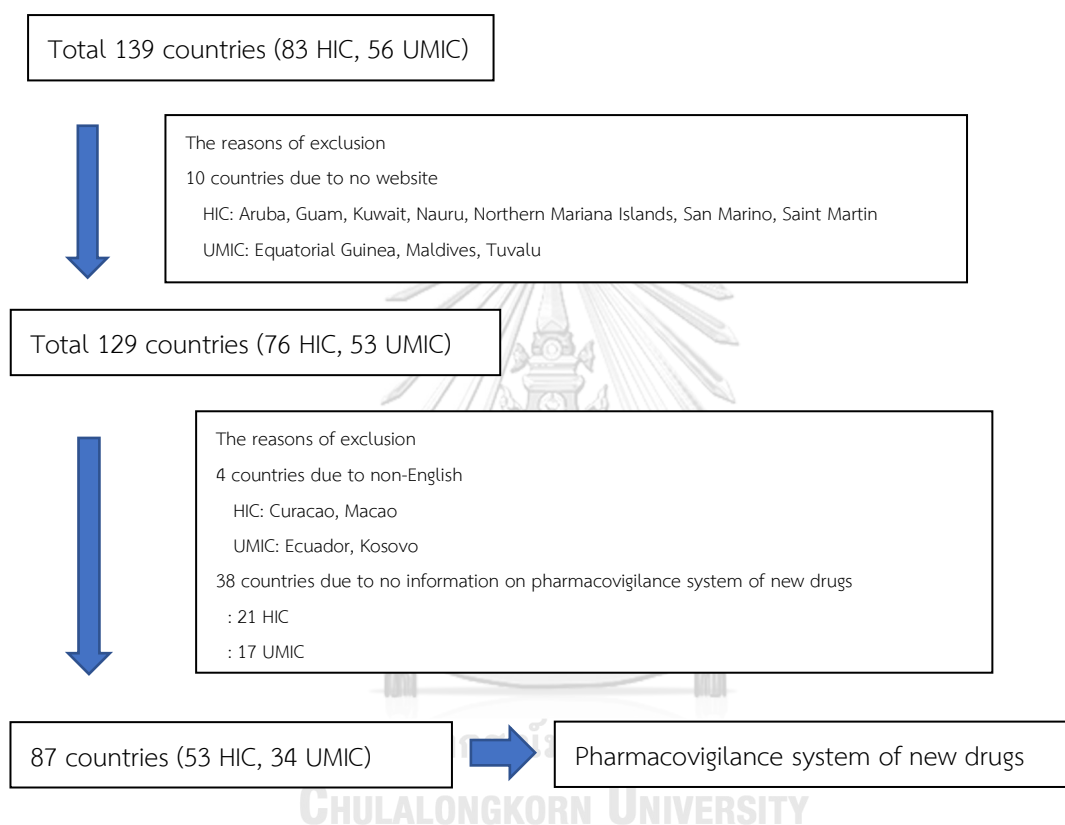 Total 139 countries (83 HIC, 56 UMIC)
The reasons of exclusion
10 countries due to no website
HIC: Aruba, Guam, Kuwait, Nauru, Northern Mariana Islands, San Marino, Saint Martin
UMIC: Equatorial Guinea, Maldives, Tuvalu
Total 129 countries (76 HIC, 53 UMIC)
The reasons of exclusion
4 countries due to non-English
HIC: Curacao, Macao
UMIC: Ecuador, Kosovo
38 countries due to no information on pharmacovigilance system of new drugs
: 21 HIC
: 17 UMIC
87 countries (53 HIC, 34 UMIC)
Pharmacovigilance system of new drugs
CHULALONGKORN UNIVERSITY